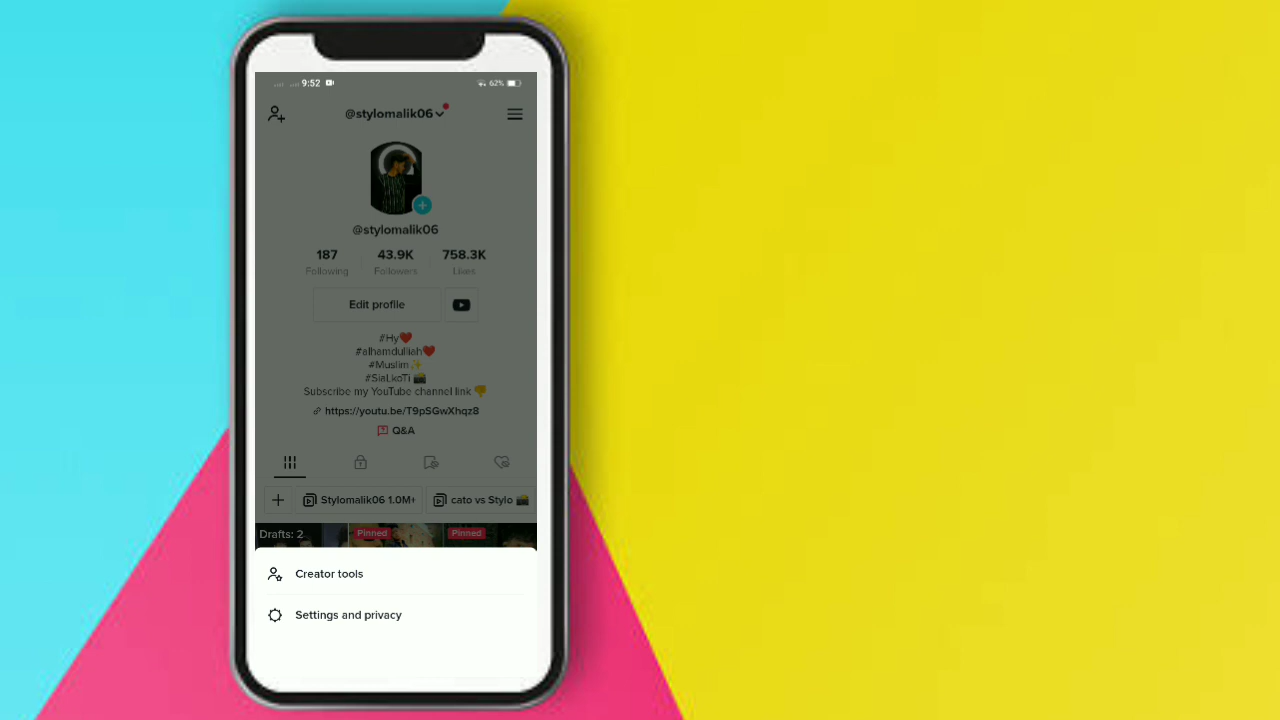 9:52
62%
@stylomalik06
@stylomalik06
187 43.9K 758.3K
Following Followers Likes
Edit profile
#Hy❤️
#alhamdulliah❤️
#Muslim✨
#SiaLkoTi 📸
Subscribe my YouTube channel link 👎
https://youtu.be/T9pSGwXhqz8
Q&A
Stylomalik06 1.0M+ cato vs Stylo 📸
Drafts: 2 Pinned Pinned
Creator tools
Settings and privacy